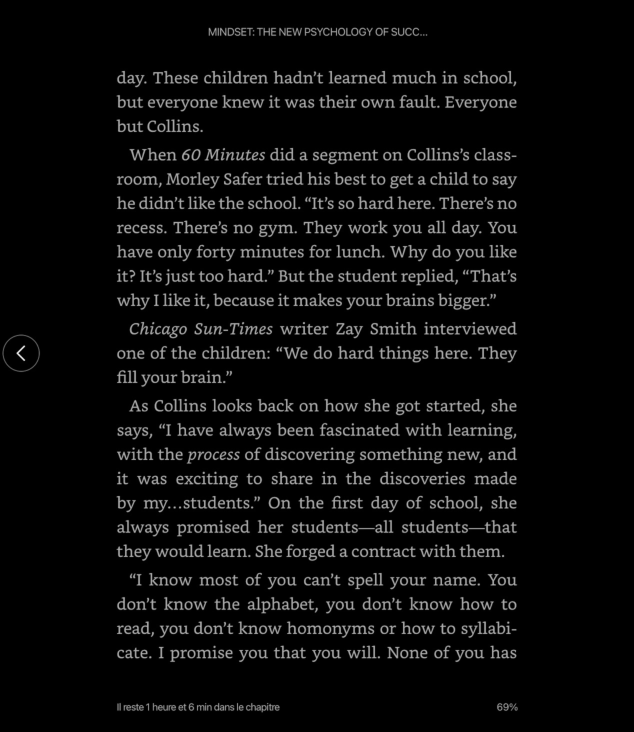 MINDSET: THE NEW PSYCHOLOGY OF SUCC...
day. These children hadn’t learned much in school,
but everyone knew it was their own fault. Everyone
but Collins.
When 60 Minutes did a segment on Collins’s class-
room, Morley Safer tried his best to get a child to say
he didn’t like the school. “It’s so hard here. There’s no
recess. There’s no gym. They work you all day. You
have only forty minutes for lunch. Why do you like
it? It’s just too hard.” But the student replied, “That’s
why I like it, because it makes your brains bigger.”
Chicago Sun-Times writer Zay Smith interviewed
one of the children: “We do hard things here. They
fill your brain.”
As Collins looks back on how she got started, she
says, “I have always been fascinated with learning,
with the process of discovering something new, and
it was exciting to share in the discoveries made
by my...students.” On the first day of school, she
always promised her students—all students—that
they would learn. She forged a contract with them.
“I know most of you can’t spell your name. You
don’t know the alphabet, you don’t know how to
read, you don’t know homonyms or how to syllabi-
cate. I promise you that you will. None of you has
Il reste 1 heure et 6 min dans le chapitre
69%